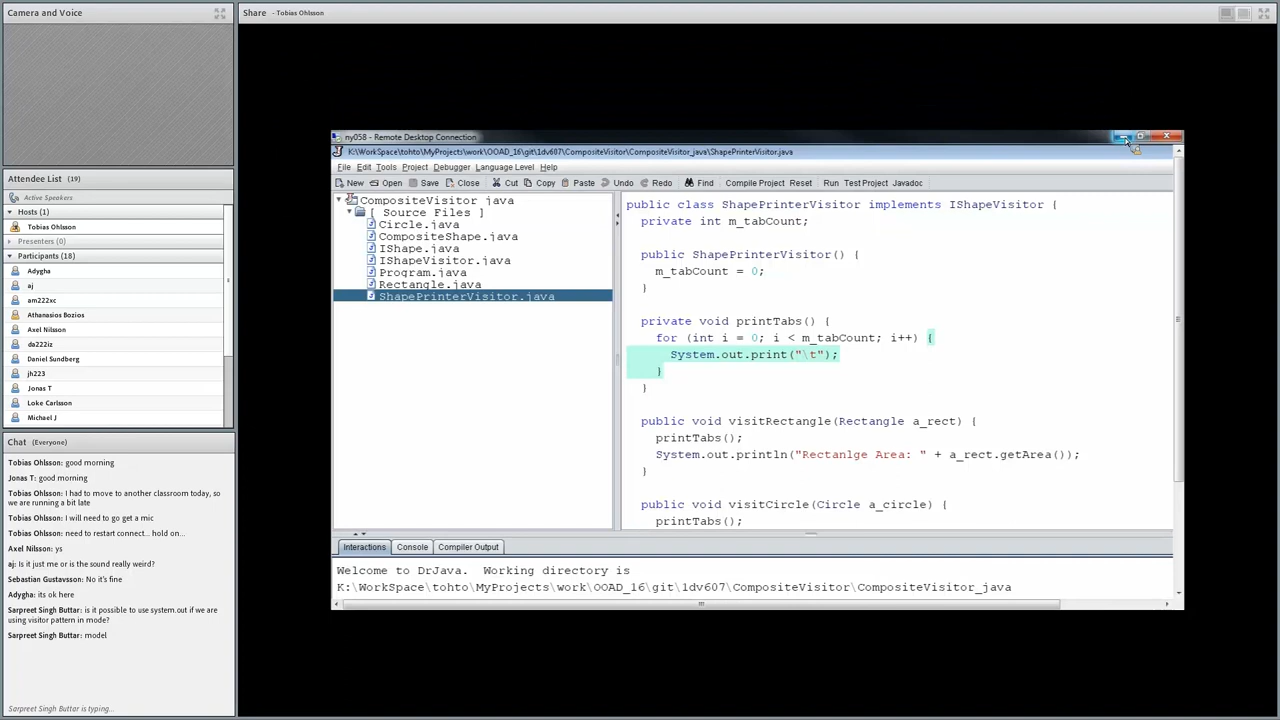 Camera and Voice
Share - Tobias Ohlsson
Attendee List (19)
Active Speakers
Hosts (1)
Tobias Ohlsson
Presenters (0)
Participants (18)
Adygha
aj
am222xc
Athanasios Bozios
Axel Nilsson
da222iz
Daniel Sundberg
jh223
Jonas T
Loke Carlsson
Michael J
Chat (Everyone)
Tobias Ohlsson: good morning
Jonas T: good morning
Tobias Ohlsson: I had to move to another classroom today, so
we are running a bit late
Tobias Ohlsson: I will need to go get a mic
Tobias Ohlsson: need to restart connect... hold on...
Axel Nilsson: ys
aj: Is it just me or is the sound really weird?
Sebastian Gustavsson: No it's fine
Adygha: its ok here
Sarpreet Singh Buttar: is it possible to use system.out if we are
using visitor pattern in mode?
Sarpreet Singh Buttar: model
Sarpreet Singh Buttar is typing...
ny058 - Remote Desktop Connection
K:\WorkSpace\tohto\MyProjects\work\OOAD_16\git\1dv607\CompositeVisitor\CompositeVisitor_java\ShapePrinterVisitor.java
File Edit Tools Project Debugger Language Level Help
New Open Save Close Cut Copy Paste Undo Redo Find Compile Project Reset Run Test Project Javadoc
CompositeVisitor java
[ Source Files ]
Circle.java
CompositeShape.java
IShape.java
IShapeVisitor.java
Program.java
Rectangle.java
ShapePrinterVisitor.java
public class ShapePrinterVisitor implements IShapeVisitor {
private int m_tabCount;
public ShapePrinterVisitor() {
m_tabCount = 0;
}
private void printTabs() {
for (int i = 0; i < m_tabCount; i++) {
System.out.print("\t");
}
}
public void visitRectangle(Rectangle a_rect) {
printTabs();
System.out.println("Rectanlge Area: " + a_rect.getArea());
}
public void visitCircle(Circle a_circle) {
printTabs();
Interactions Console Compiler Output
Welcome to DrJava. Working directory is
K:\WorkSpace\tohto\MyProjects\work\OOAD_16\git\1dv607\CompositeVisitor\CompositeVisitor_java